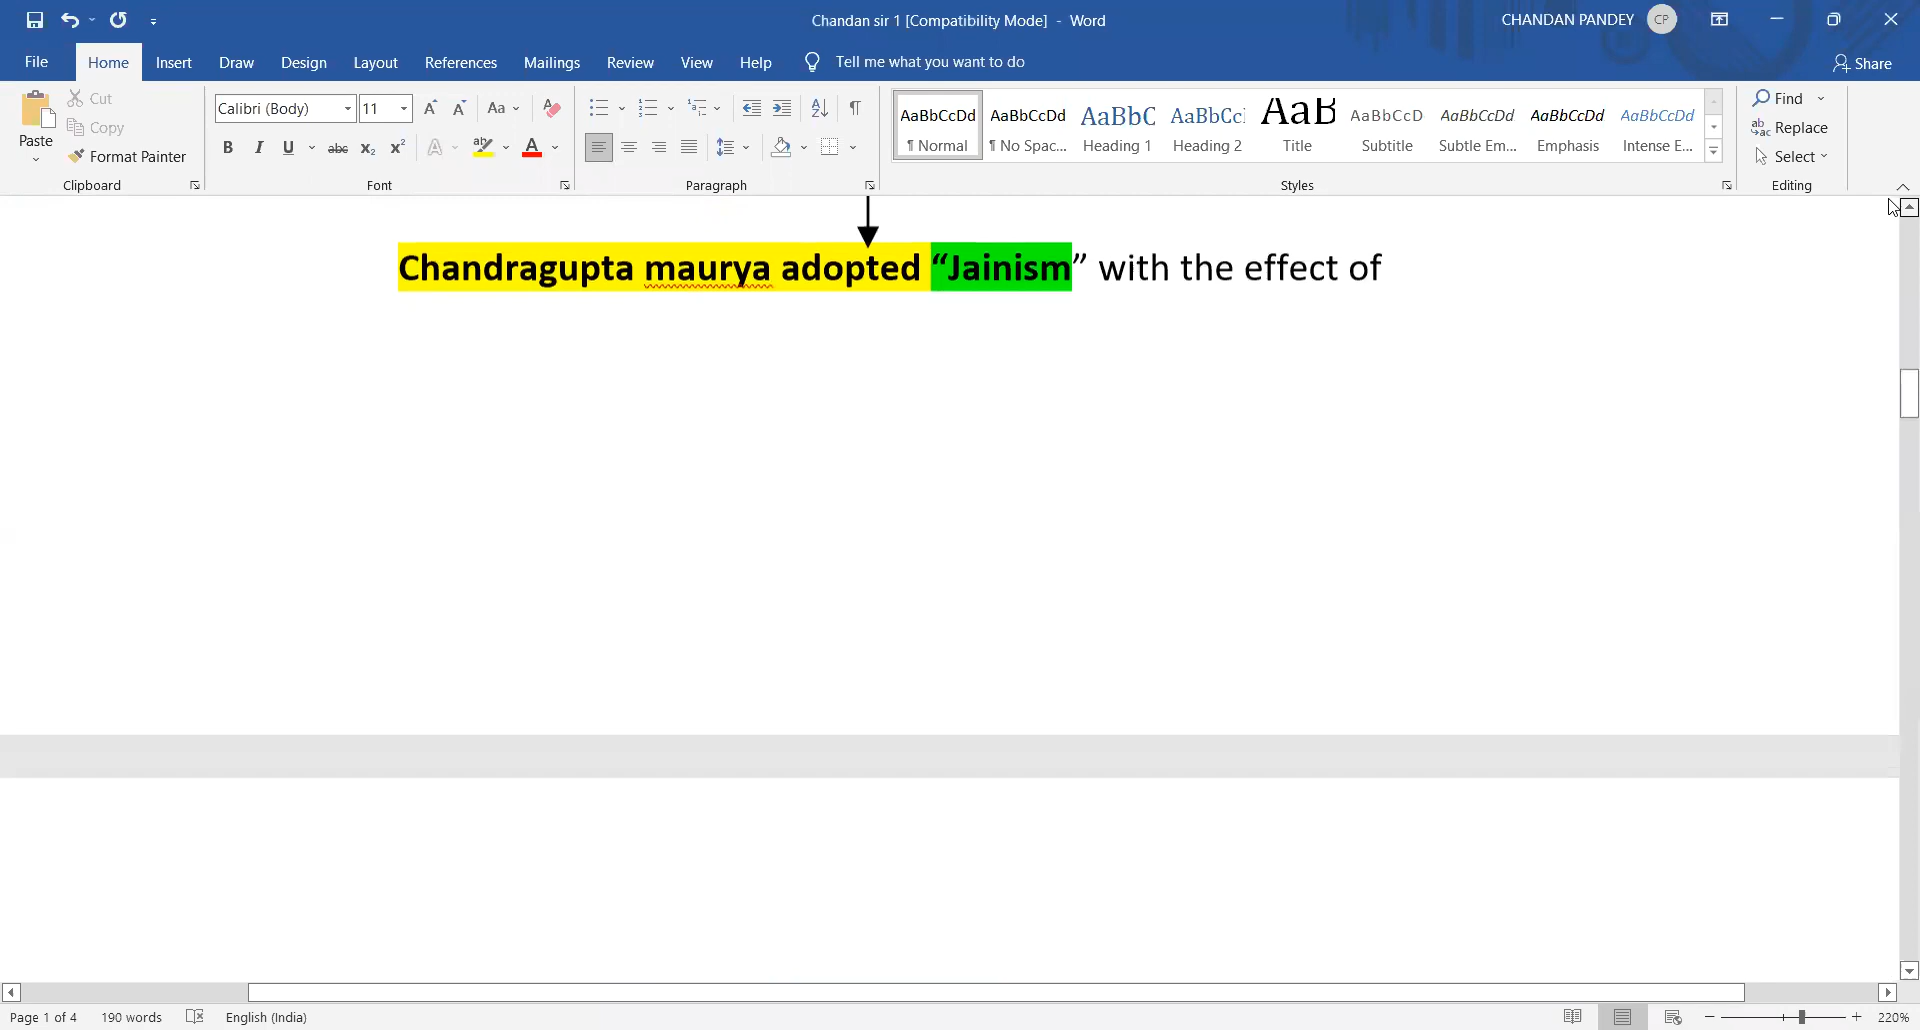 Chandan sir 1 [Compatibility Mode] - Word
CHANDAN PANDEY CP
File Home Insert Draw Design Layout References Mailings Review View Help Tell me what you want to do Share
Paste
Cut
Copy
Format Painter
Clipboard
Calibri (Body) 11
Font
Paragraph
AaBbCcDd AaBbCcDd AaBbC AaBbCc AaB AaBbCcD AaBbCcDd AaBbCcDd AaBbCcDd
¶ Normal ¶ No Spac... Heading 1 Heading 2 Title Subtitle Subtle Em... Emphasis Intense E...
Styles
Find
Replace
Select
Editing
Chandragupta maurya adopted “Jainism” with the effect of
Page 1 of 4 190 words English (India) 220%